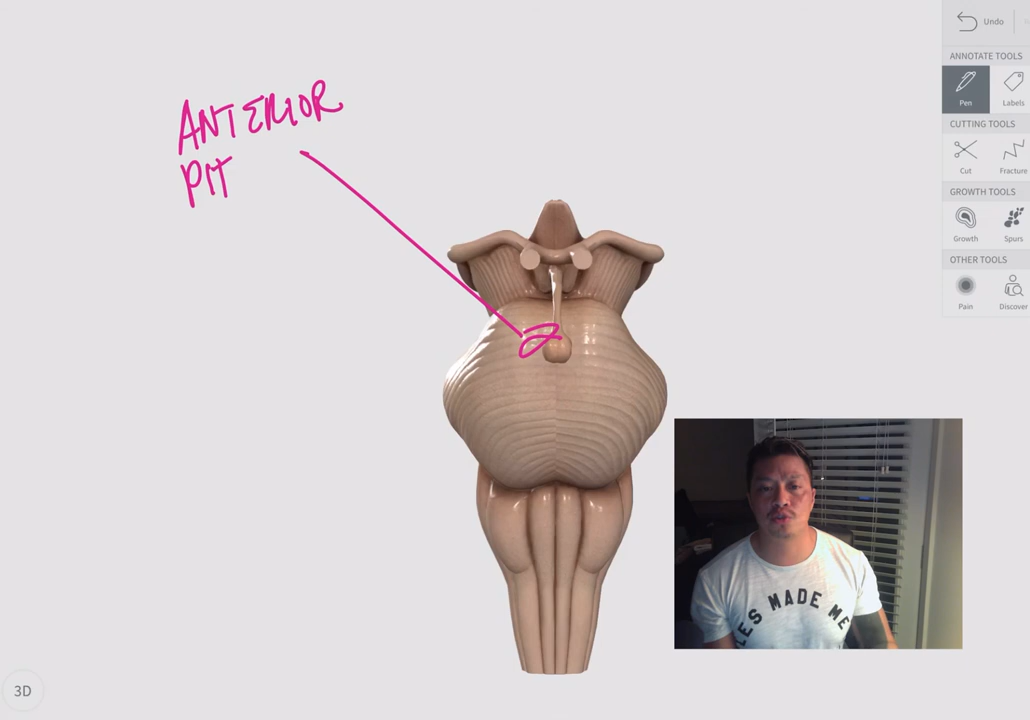 Undo
ANNOTATE TOOLS
Pen
Labels
CUTTING TOOLS
Cut
Fracture
GROWTH TOOLS
Growth
Spurs
OTHER TOOLS
Pain
Discover
ANTERIOR
PIT
LES MADE ME
3D